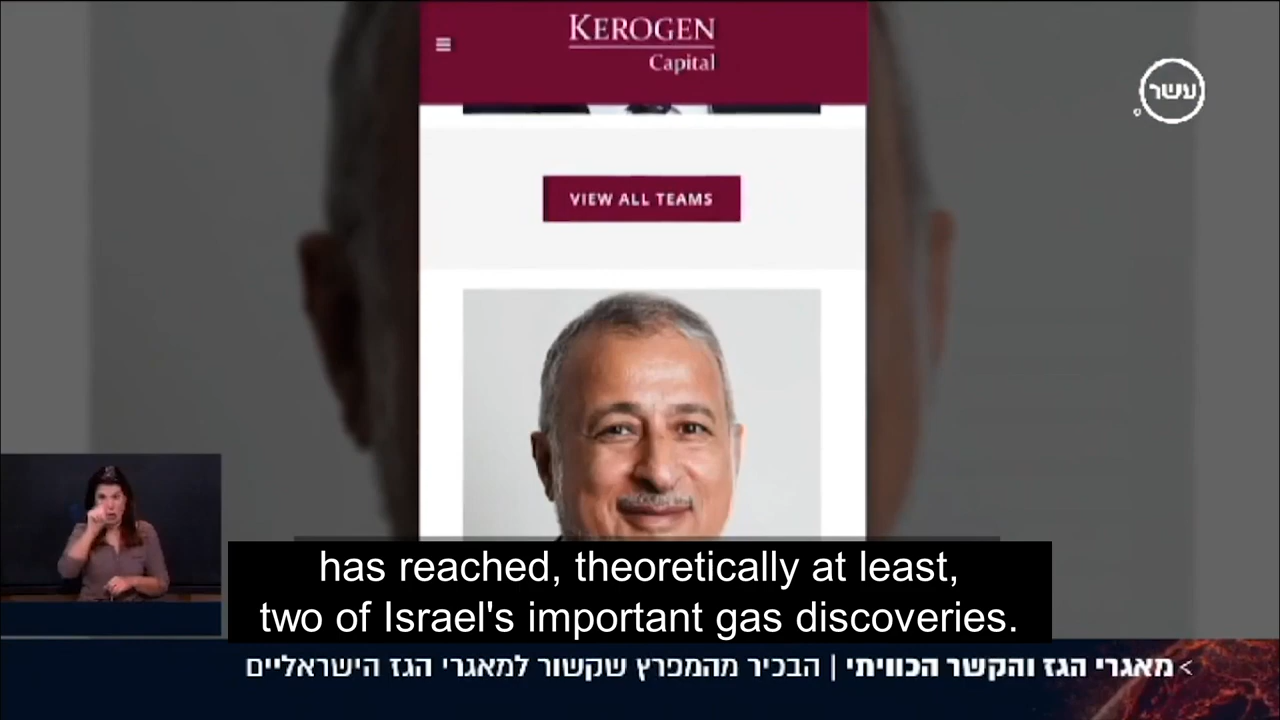 KEROGEN
Capital
עשר
VIEW ALL TEAMS
has reached, theoretically at least,
two of Israel's important gas discoveries.
> מאגרי הגז והקשר הכוויתי | הבכיר מהמפרץ שקשור למאגרי הגז הישראליים